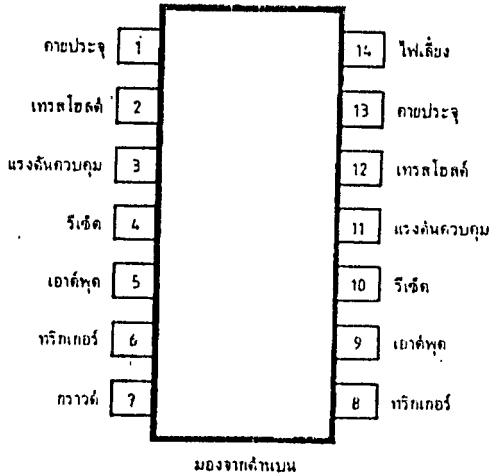 คายประจุ 1 14 ไฟเลี้ยง
เทรสโฮลด์ 2 13 คายประจุ
แรงดันควบคุม 3 12 เทรสโฮลด์
รีเซ็ต 4 11 แรงดันควบคุม
เอาต์พุต 5 10 รีเซ็ต
ทริกเกอร์ 6 9 เอาต์พุต
กราวด์ 7 8 ทริกเกอร์
มองจากด้านบน